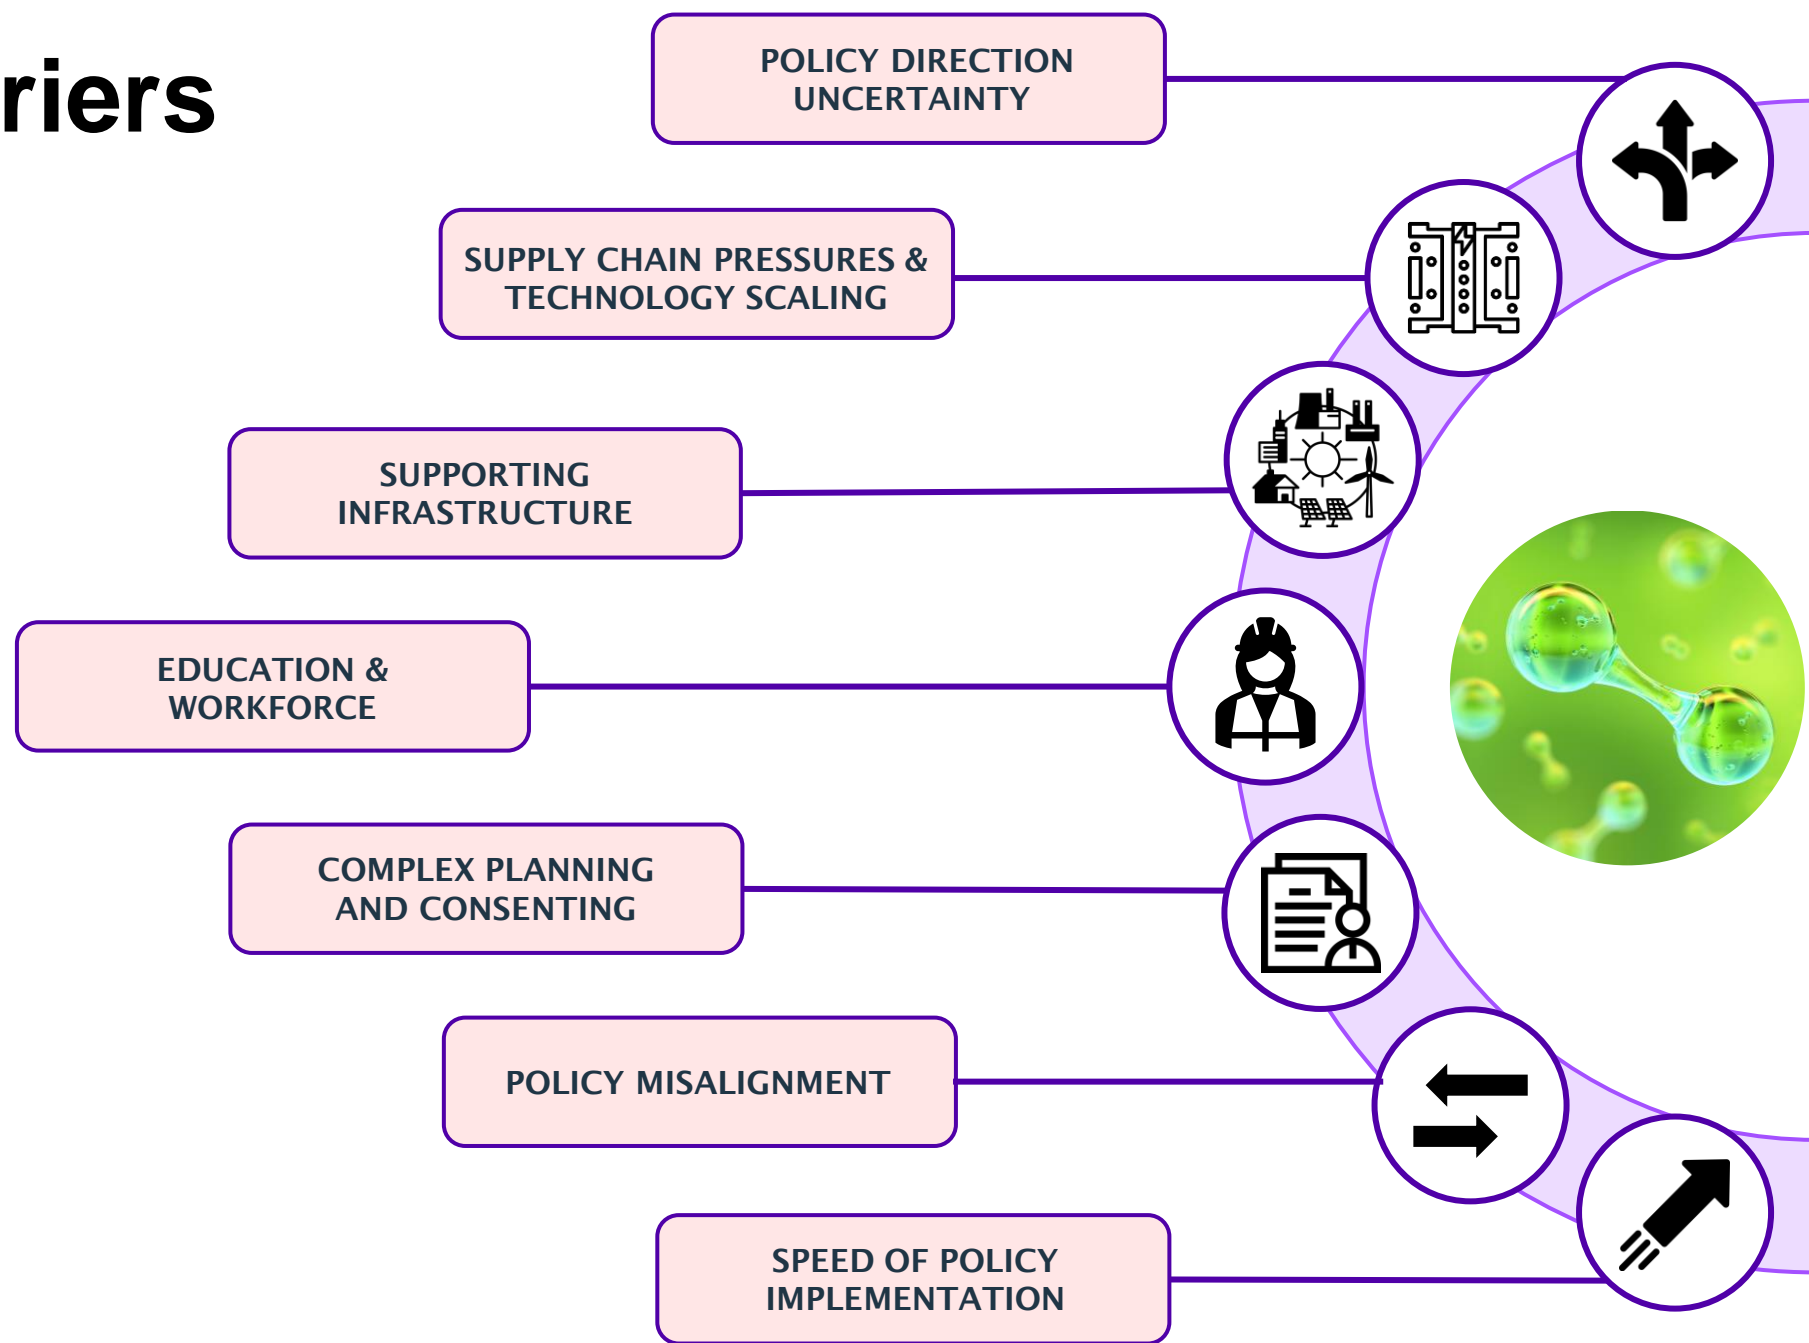 riers
POLICY DIRECTION
UNCERTAINTY
SUPPLY CHAIN PRESSURES &
TECHNOLOGY SCALING
SUPPORTING
INFRASTRUCTURE
EDUCATION &
WORKFORCE
COMPLEX PLANNING
AND CONSENTING
POLICY MISALIGNMENT
SPEED OF POLICY
IMPLEMENTATION